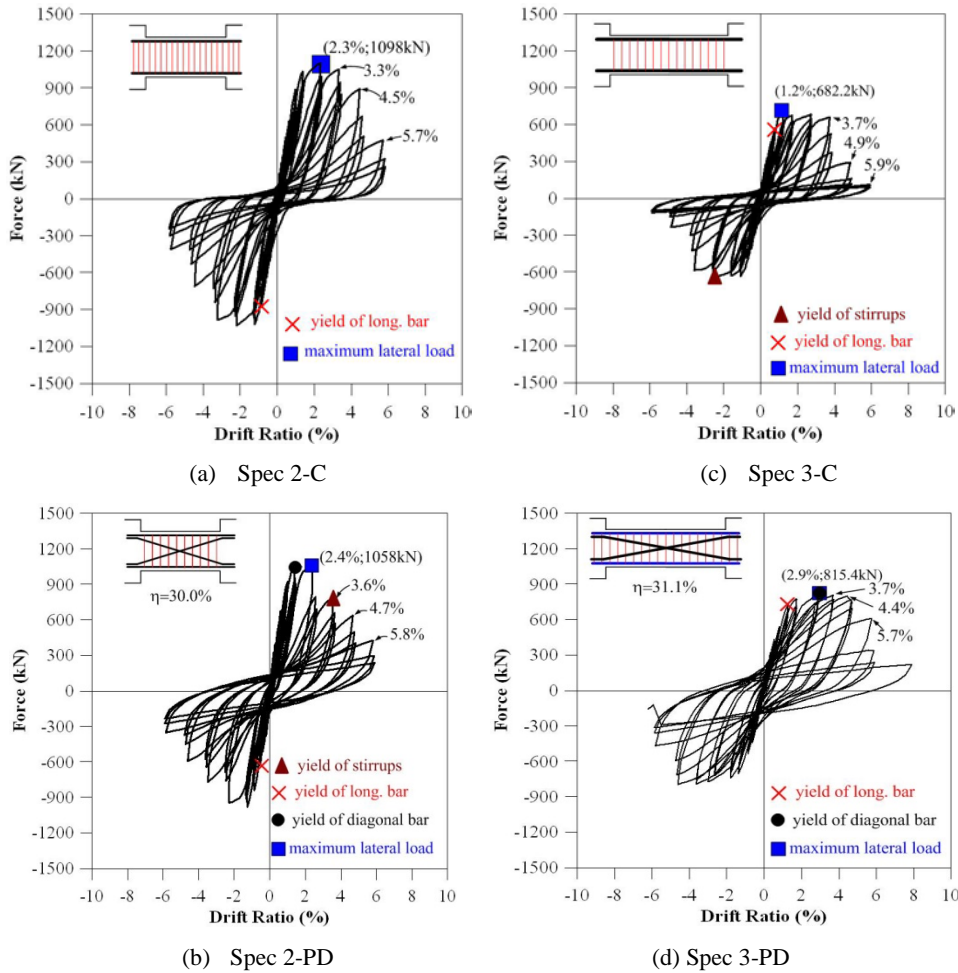 1500
1200
900
600
300
0
-300
-600
-900
-1200
-1500
Force (kN)
(2.3%;1098kN)
3.3%
4.5%
5.7%
yield of long. bar
maximum lateral load
-10 -8 -6 -4 -2 0 2 4 6 8 10
Drift Ratio (%)
(a) Spec 2-C
1500
1200
900
600
300
0
-300
-600
-900
-1200
-1500
Force (kN)
(1.2%;682.2kN)
3.7%
4.9%
5.9%
yield of stirrups
yield of long. bar
maximum lateral load
-10 -8 -6 -4 -2 0 2 4 6 8 10
Drift Ratio (%)
(c) Spec 3-C
1500
1200
900
600
300
0
-300
-600
-900
-1200
-1500
Force (kN)
η=30.0%
(2.4%;1058kN)
3.6%
4.7%
5.8%
yield of stirrups
yield of long. bar
yield of diagonal bar
maximum lateral load
-10 -8 -6 -4 -2 0 2 4 6 8 10
Drift Ratio (%)
(b) Spec 2-PD
1500
1200
900
600
300
0
-300
-600
-900
-1200
-1500
Force (kN)
η=31.1%
(2.9%;815.4kN)
3.7%
4.4%
5.7%
yield of long. bar
yield of diagonal bar
maximum lateral load
-10 -8 -6 -4 -2 0 2 4 6 8 10
Drift Ratio (%)
(d) Spec 3-PD